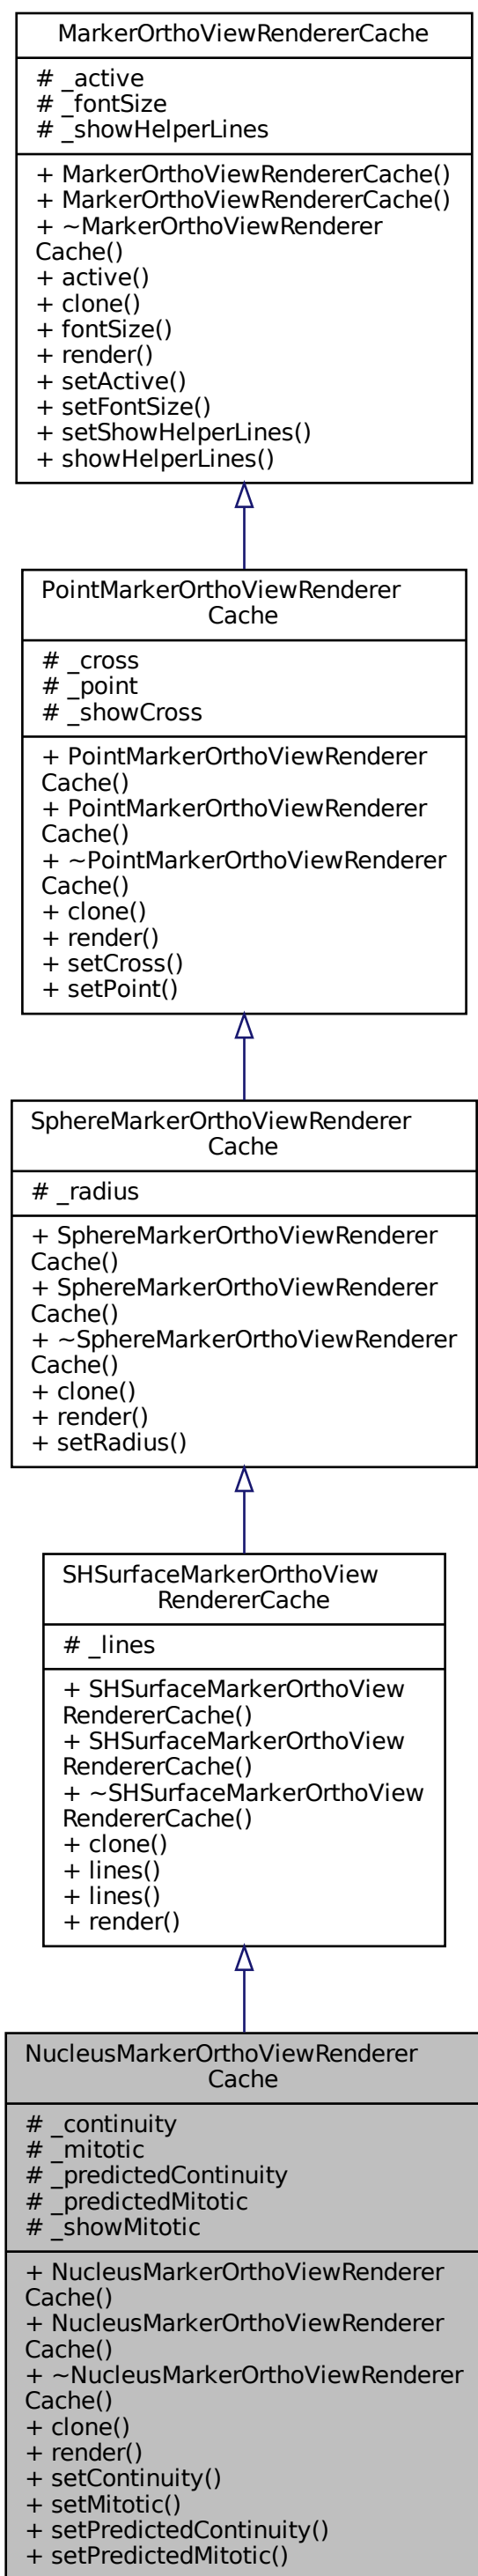 MarkerOrthoViewRendererCache
# _active
# _fontSize
# _showHelperLines
+ MarkerOrthoViewRendererCache()
+ MarkerOrthoViewRendererCache()
+ ~MarkerOrthoViewRenderer
Cache()
+ active()
+ clone()
+ fontSize()
+ render()
+ setActive()
+ setFontSize()
+ setShowHelperLines()
+ showHelperLines()
PointMarkerOrthoViewRenderer
Cache
# _cross
# _point
# _showCross
+ PointMarkerOrthoViewRenderer
Cache()
+ PointMarkerOrthoViewRenderer
Cache()
+ ~PointMarkerOrthoViewRenderer
Cache()
+ clone()
+ render()
+ setCross()
+ setPoint()
SphereMarkerOrthoViewRenderer
Cache
# _radius
+ SphereMarkerOrthoViewRenderer
Cache()
+ SphereMarkerOrthoViewRenderer
Cache()
+ ~SphereMarkerOrthoViewRenderer
Cache()
+ clone()
+ render()
+ setRadius()
SHSurfaceMarkerOrthoView
RendererCache
# _lines
+ SHSurfaceMarkerOrthoView
RendererCache()
+ SHSurfaceMarkerOrthoView
RendererCache()
+ ~SHSurfaceMarkerOrthoView
RendererCache()
+ clone()
+ lines()
+ lines()
+ render()
NucleusMarkerOrthoViewRenderer
Cache
# _continuity
# _mitotic
# _predictedContinuity
# _predictedMitotic
# _showMitotic
+ NucleusMarkerOrthoViewRenderer
Cache()
+ NucleusMarkerOrthoViewRenderer
Cache()
+ ~NucleusMarkerOrthoViewRenderer
Cache()
+ clone()
+ render()
+ setContinuity()
+ setMitotic()
+ setPredictedContinuity()
+ setPredictedMitotic()